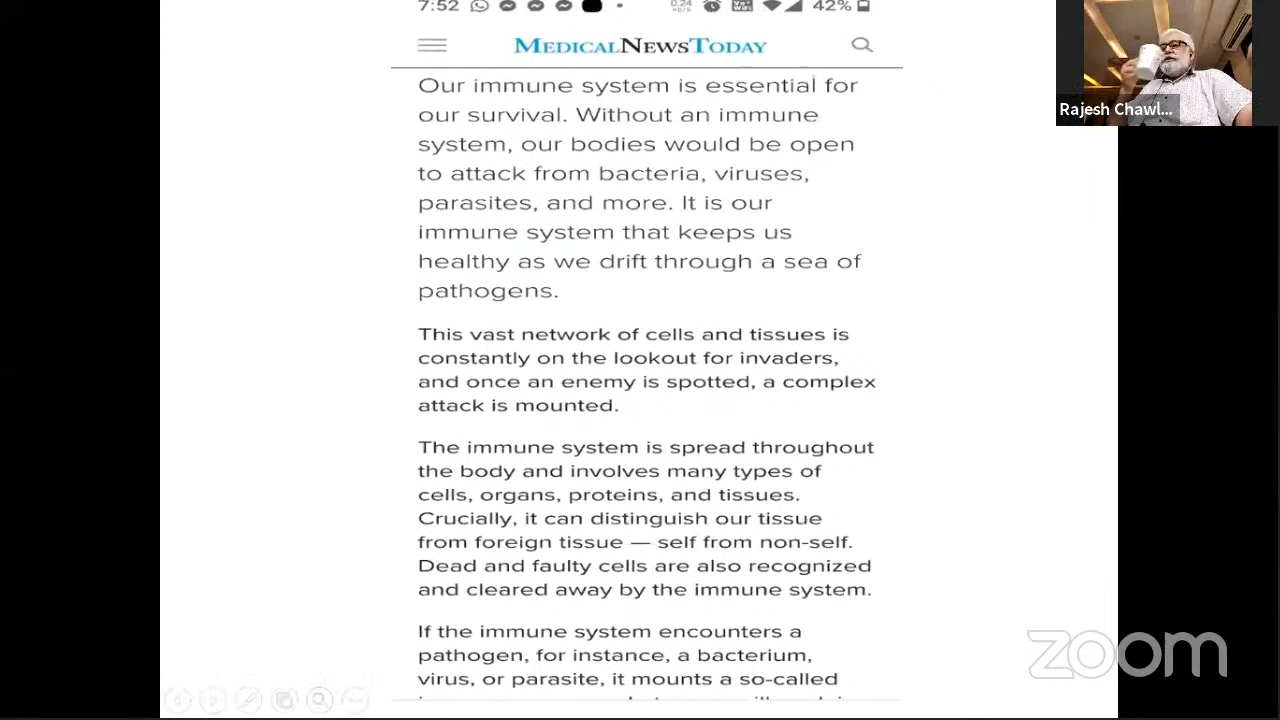 7:52
42%
MEDICALNEWSTODAY
Our immune system is essential for
our survival. Without an immune
system, our bodies would be open
to attack from bacteria, viruses,
parasites, and more. It is our
immune system that keeps us
healthy as we drift through a sea of
pathogens.
This vast network of cells and tissues is
constantly on the lookout for invaders,
and once an enemy is spotted, a complex
attack is mounted.
The immune system is spread throughout
the body and involves many types of
cells, organs, proteins, and tissues.
Crucially, it can distinguish our tissue
from foreign tissue — self from non-self.
Dead and faulty cells are also recognized
and cleared away by the immune system.
If the immune system encounters a
pathogen, for instance, a bacterium,
virus, or parasite, it mounts a so-called
Rajesh Chawl...
zoom